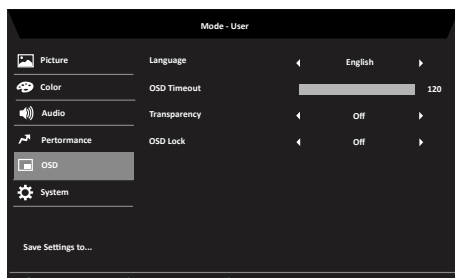 Mode - User
Picture
Language English
Color
OSD Timeout 120
Audio
Transparency Off
Pertormance
OSD Lock Off
OSD
System
Save Settings to...